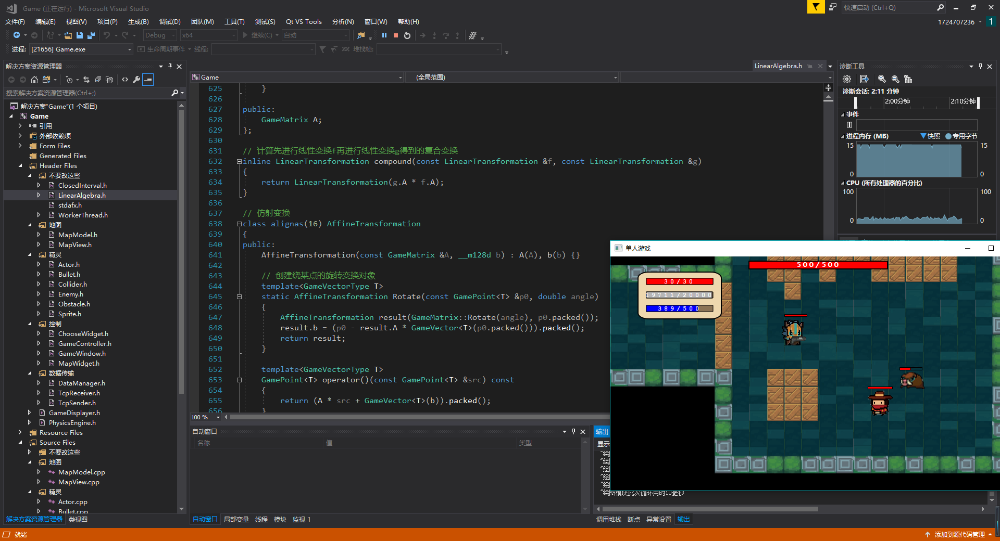 Game (正在运行) - Microsoft Visual Studio
快速启动 (Ctrl+Q)
文件(F) 编辑(E) 视图(V) 项目(P) 生成(B) 调试(D) 团队(M) 工具(T) 测试(S) Qt VS Tools 分析(N) 窗口(W) 帮助(H)
1724707236
1
Debug x64 继续(C) 自动
进程: [21656] Game.exe 生命周期事件 线程: 堆栈帧:
解决方案资源管理器
搜索解决方案资源管理器(Ctrl+;)
解决方案"Game"(1 个项目)
Game
引用
外部依赖项
Form Files
Generated Files
Header Files
不要改这些
ClosedInterval.h
LinearAlgebra.h
stdafx.h
WorkerThread.h
地图
MapModel.h
MapView.h
精灵
Actor.h
Bullet.h
Collider.h
Enemy.h
Obstacle.h
Sprite.h
控制
ChooseWidget.h
GameController.h
GameWindow.h
MapWidget.h
数据传输
DataManager.h
TcpReceiver.h
TcpSender.h
GameDisplayer.h
PhysicsEngine.h
Resource Files
Source Files
不要改这些
地图
MapModel.cpp
MapView.cpp
精灵
Actor.cpp
Bullet.cpp
解决方案资源管理器 类视图
LinearAlgebra.h
Game (全局范围)
625 }
626
627 public:
628 GameMatrix A;
629 };
630
631 // 计算先进行线性变换f再进行线性变换g得到的复合变换
632 inline LinearTransformation compound(const LinearTransformation &f, const LinearTransformation &g)
633 {
634 return LinearTransformation(g.A * f.A);
635 }
636
637 // 仿射变换
638 class alignas(16) AffineTransformation
639 {
640 public:
641 AffineTransformation(const GameMatrix &A, __m128d b) : A(A), b(b) {}
642
643 // 创建绕某点的旋转变换对象
644 template<GameVectorType T>
645 static AffineTransformation Rotate(const GamePoint<T> &p0, double angle)
646 {
647 AffineTransformation result(GameMatrix::Rotate(angle), p0.packed());
648 result.b = (p0 - result.A * GameVector<T>(p0.packed())).packed();
649 return result;
650 }
651
652 template<GameVectorType T>
653 GamePoint<T> operator()(const GamePoint<T> &src) const
654 {
655 return (A * src + GameVector<T>(b)).packed();
656 }
100 %
自动窗口
名称 值 类型
自动窗口 局部变量 线程 模块 监视 1
输出
显示
"绘
"绘
"绘
"绘
"绘
"绘图模块此次循环用时10毫秒
调用堆栈 断点 异常设置 输出
诊断工具
诊断会话: 2:11 分钟
2:00分钟 2:10分钟
事件
进程内存 (MB) 快照 专用字节
15 15
0 0
CPU (所有处理器的百分比)
100 100
0 0
单人游戏
500/500
30/30
19711/20000
389/500
就绪
添加到源代码管理